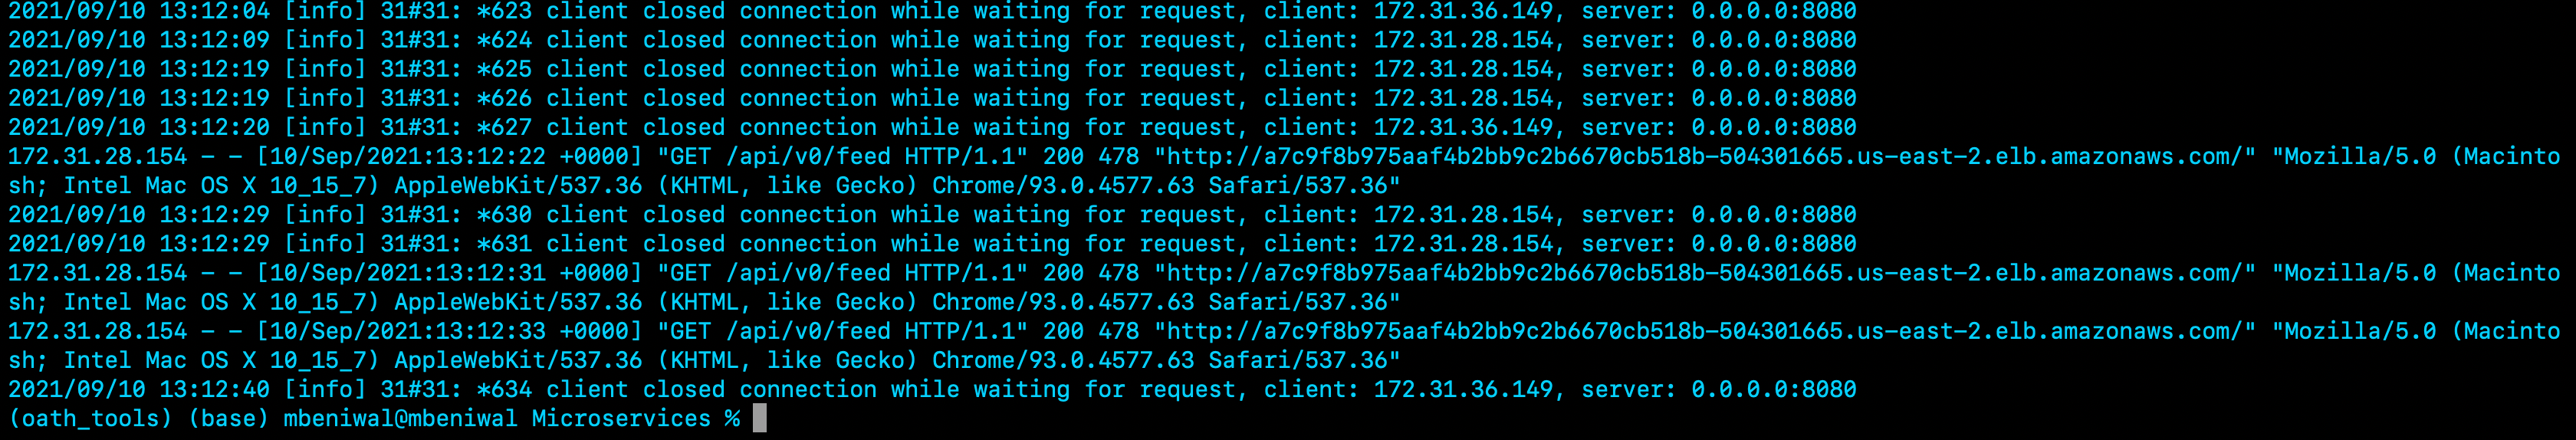 2021/09/10 13:12:04 [info] 31#31: *623 client closed connection while waiting for request, client: 172.31.36.149, server: 0.0.0.0:8080
2021/09/10 13:12:09 [info] 31#31: *624 client closed connection while waiting for request, client: 172.31.28.154, server: 0.0.0.0:8080
2021/09/10 13:12:19 [info] 31#31: *625 client closed connection while waiting for request, client: 172.31.28.154, server: 0.0.0.0:8080
2021/09/10 13:12:19 [info] 31#31: *626 client closed connection while waiting for request, client: 172.31.28.154, server: 0.0.0.0:8080
2021/09/10 13:12:20 [info] 31#31: *627 client closed connection while waiting for request, client: 172.31.36.149, server: 0.0.0.0:8080
172.31.28.154 - - [10/Sep/2021:13:12:22 +0000] "GET /api/v0/feed HTTP/1.1" 200 478 "http://a7c9f8b975aaf4b2bb9c2b6670cb518b-504301665.us-east-2.elb.amazonaws.com/" "Mozilla/5.0 (Macinto
sh; Intel Mac OS X 10_15_7) AppleWebKit/537.36 (KHTML, like Gecko) Chrome/93.0.4577.63 Safari/537.36"
2021/09/10 13:12:29 [info] 31#31: *630 client closed connection while waiting for request, client: 172.31.28.154, server: 0.0.0.0:8080
2021/09/10 13:12:29 [info] 31#31: *631 client closed connection while waiting for request, client: 172.31.28.154, server: 0.0.0.0:8080
172.31.28.154 - - [10/Sep/2021:13:12:31 +0000] "GET /api/v0/feed HTTP/1.1" 200 478 "http://a7c9f8b975aaf4b2bb9c2b6670cb518b-504301665.us-east-2.elb.amazonaws.com/" "Mozilla/5.0 (Macinto
sh; Intel Mac OS X 10_15_7) AppleWebKit/537.36 (KHTML, like Gecko) Chrome/93.0.4577.63 Safari/537.36"
172.31.28.154 - - [10/Sep/2021:13:12:33 +0000] "GET /api/v0/feed HTTP/1.1" 200 478 "http://a7c9f8b975aaf4b2bb9c2b6670cb518b-504301665.us-east-2.elb.amazonaws.com/" "Mozilla/5.0 (Macinto
sh; Intel Mac OS X 10_15_7) AppleWebKit/537.36 (KHTML, like Gecko) Chrome/93.0.4577.63 Safari/537.36"
2021/09/10 13:12:40 [info] 31#31: *634 client closed connection while waiting for request, client: 172.31.36.149, server: 0.0.0.0:8080
(oath_tools) (base) mbeniwal@mbeniwal Microservices %